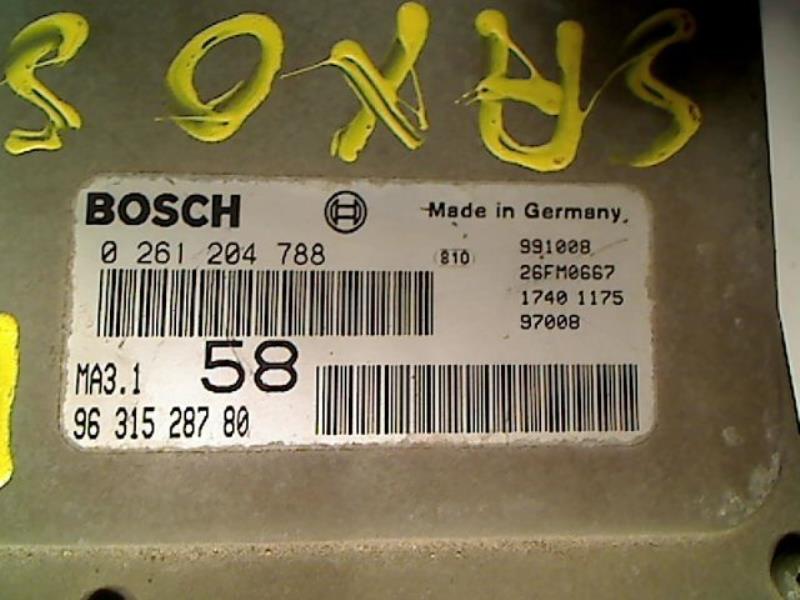 SAXO S
BOSCH Made in Germany
0 261 204 788 810 991008
26FM0667
1740 1175
97008
MA3.1 58
96 315 287 80